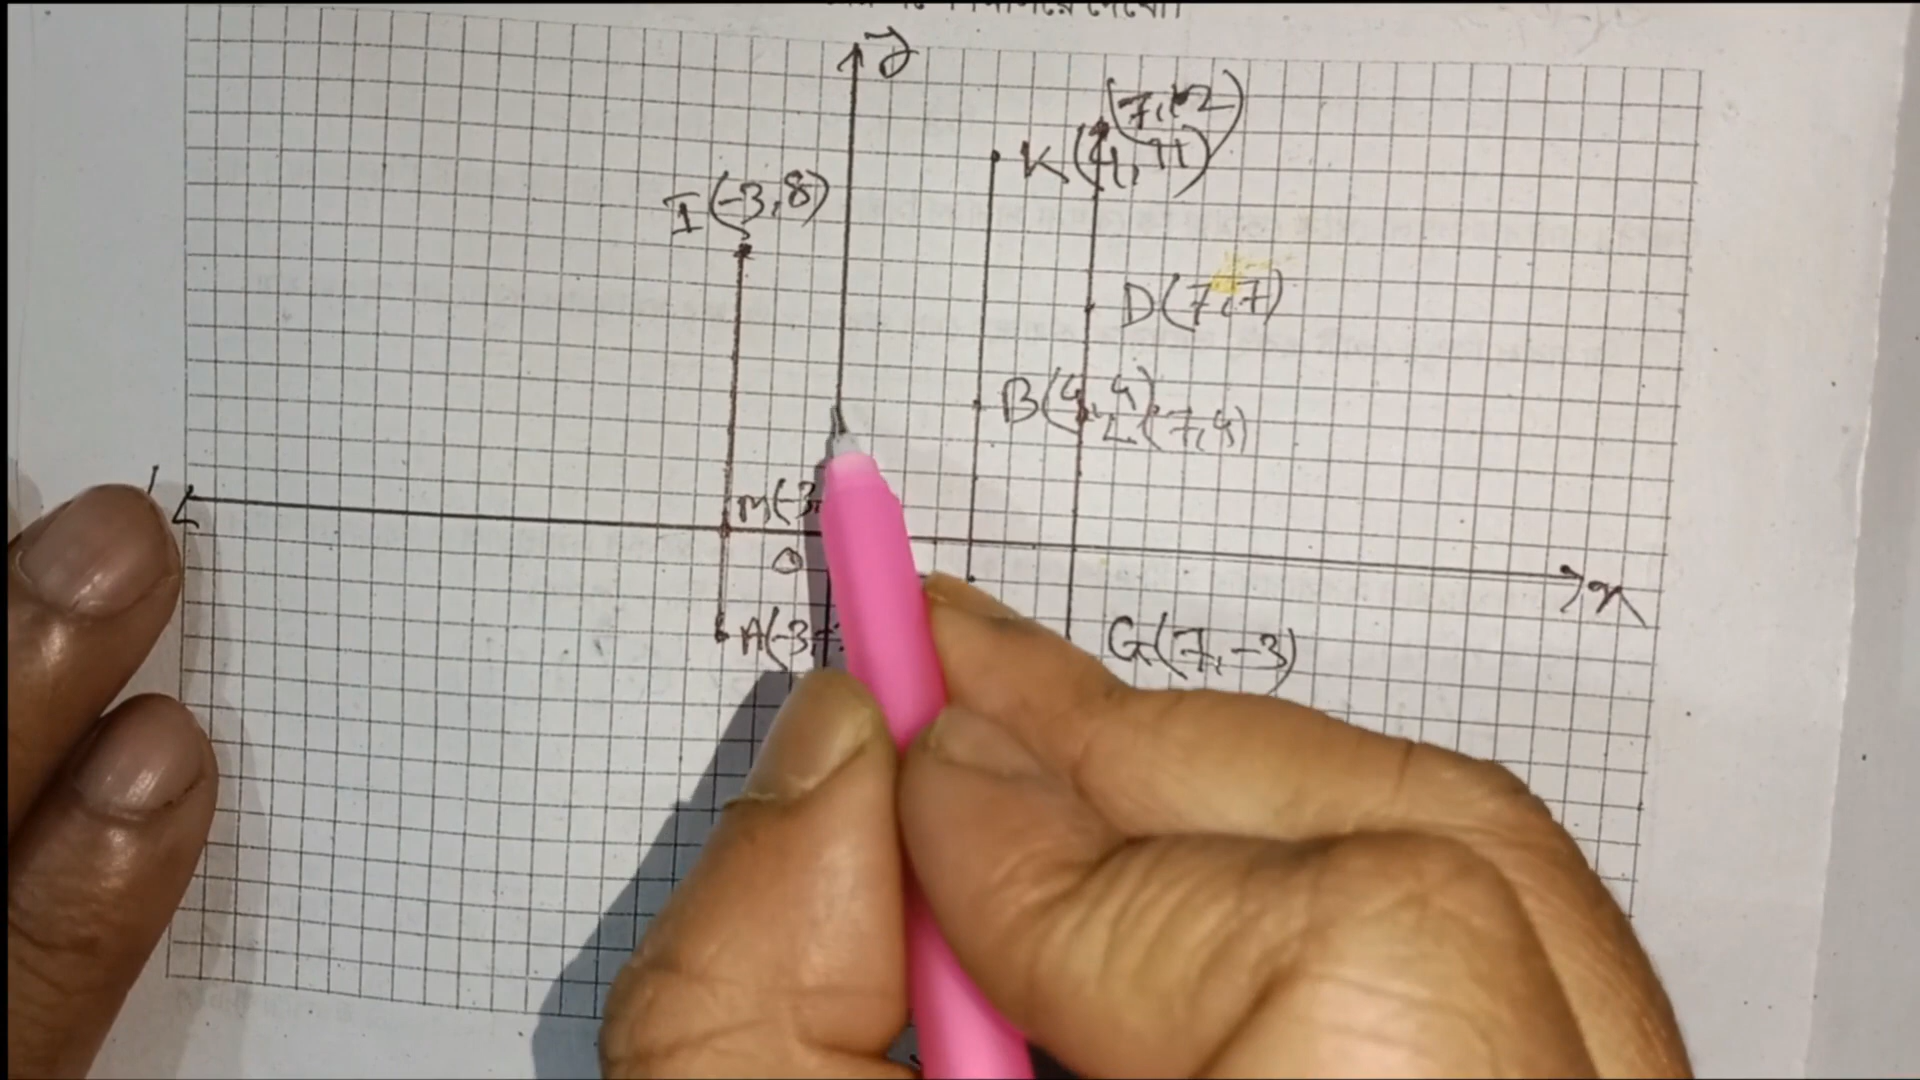 y
(7,12)
K(4,11)
I(-3,8)
D(7,7)
B(4,4)
L(7,4)
M(-3,
O
x
A(-3,-
G(7,-3)